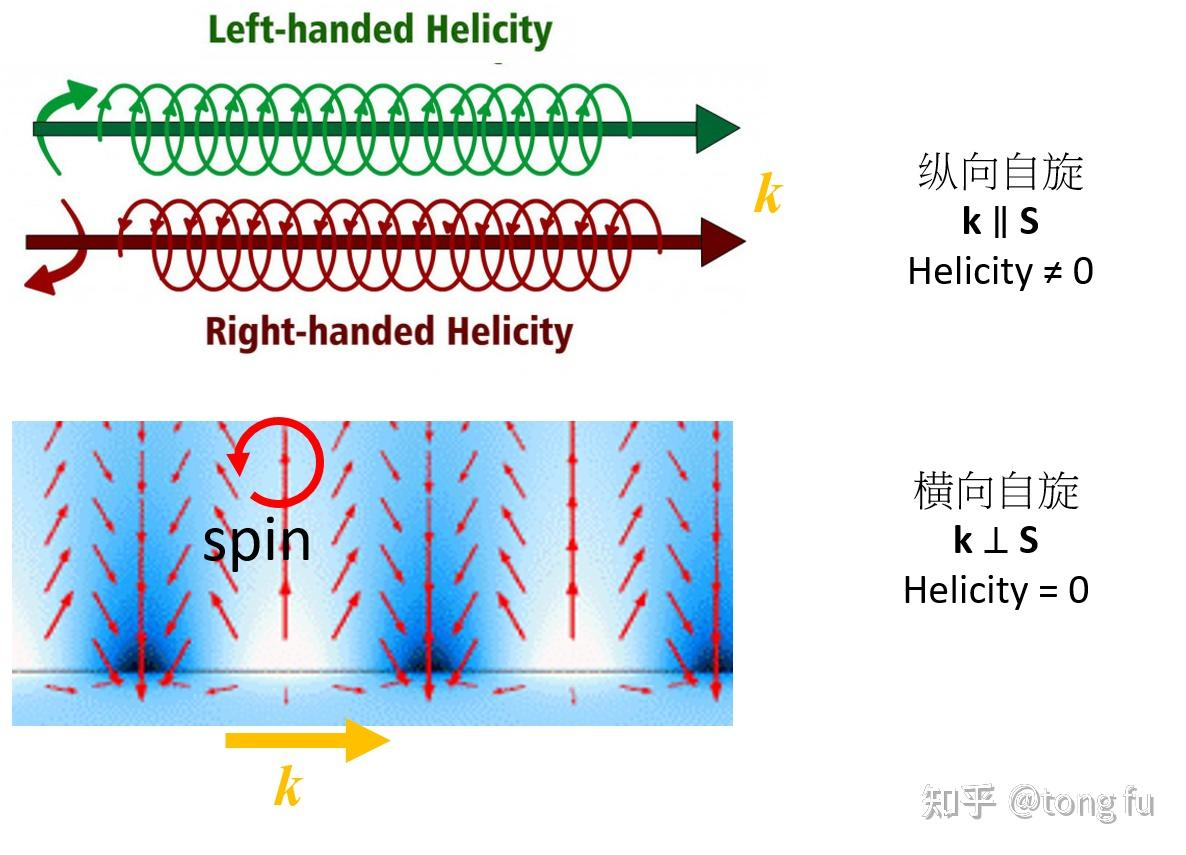 Left-handed Helicity
k
纵向自旋
k ∥ S
Helicity ≠ 0
Right-handed Helicity
spin
横向自旋
k ⊥ S
Helicity = 0
k
知乎 @tong fu